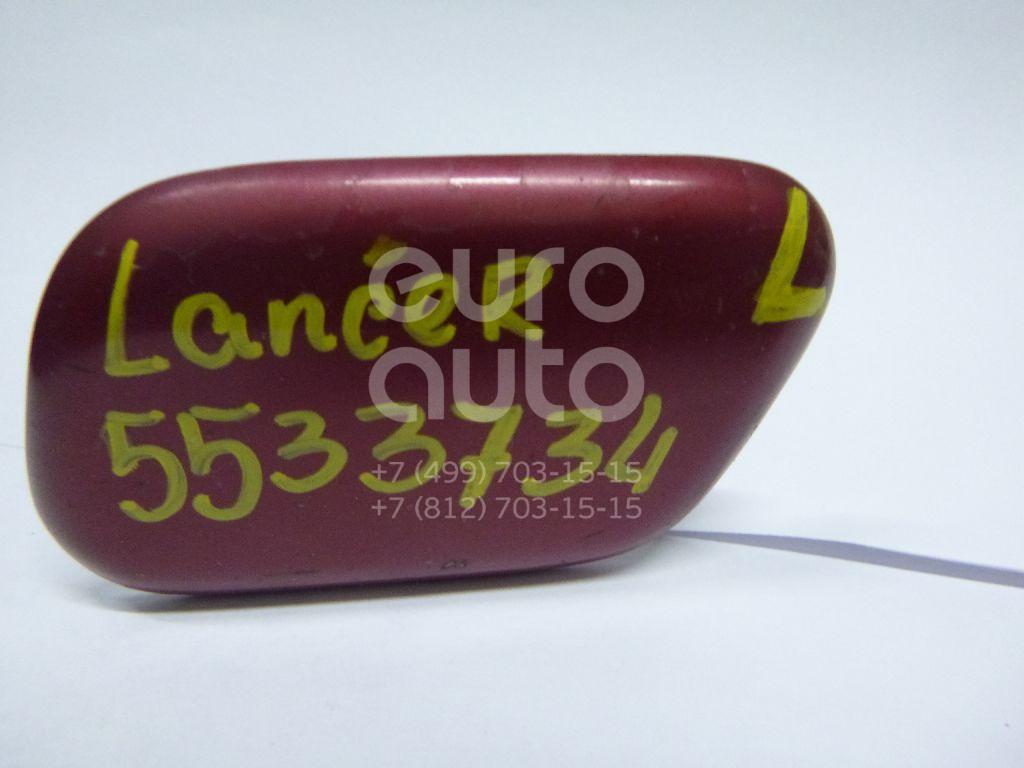 L
LanceR
5533734
euro
auto
+7 (499) 703-15-15
+7 (812) 703-15-15